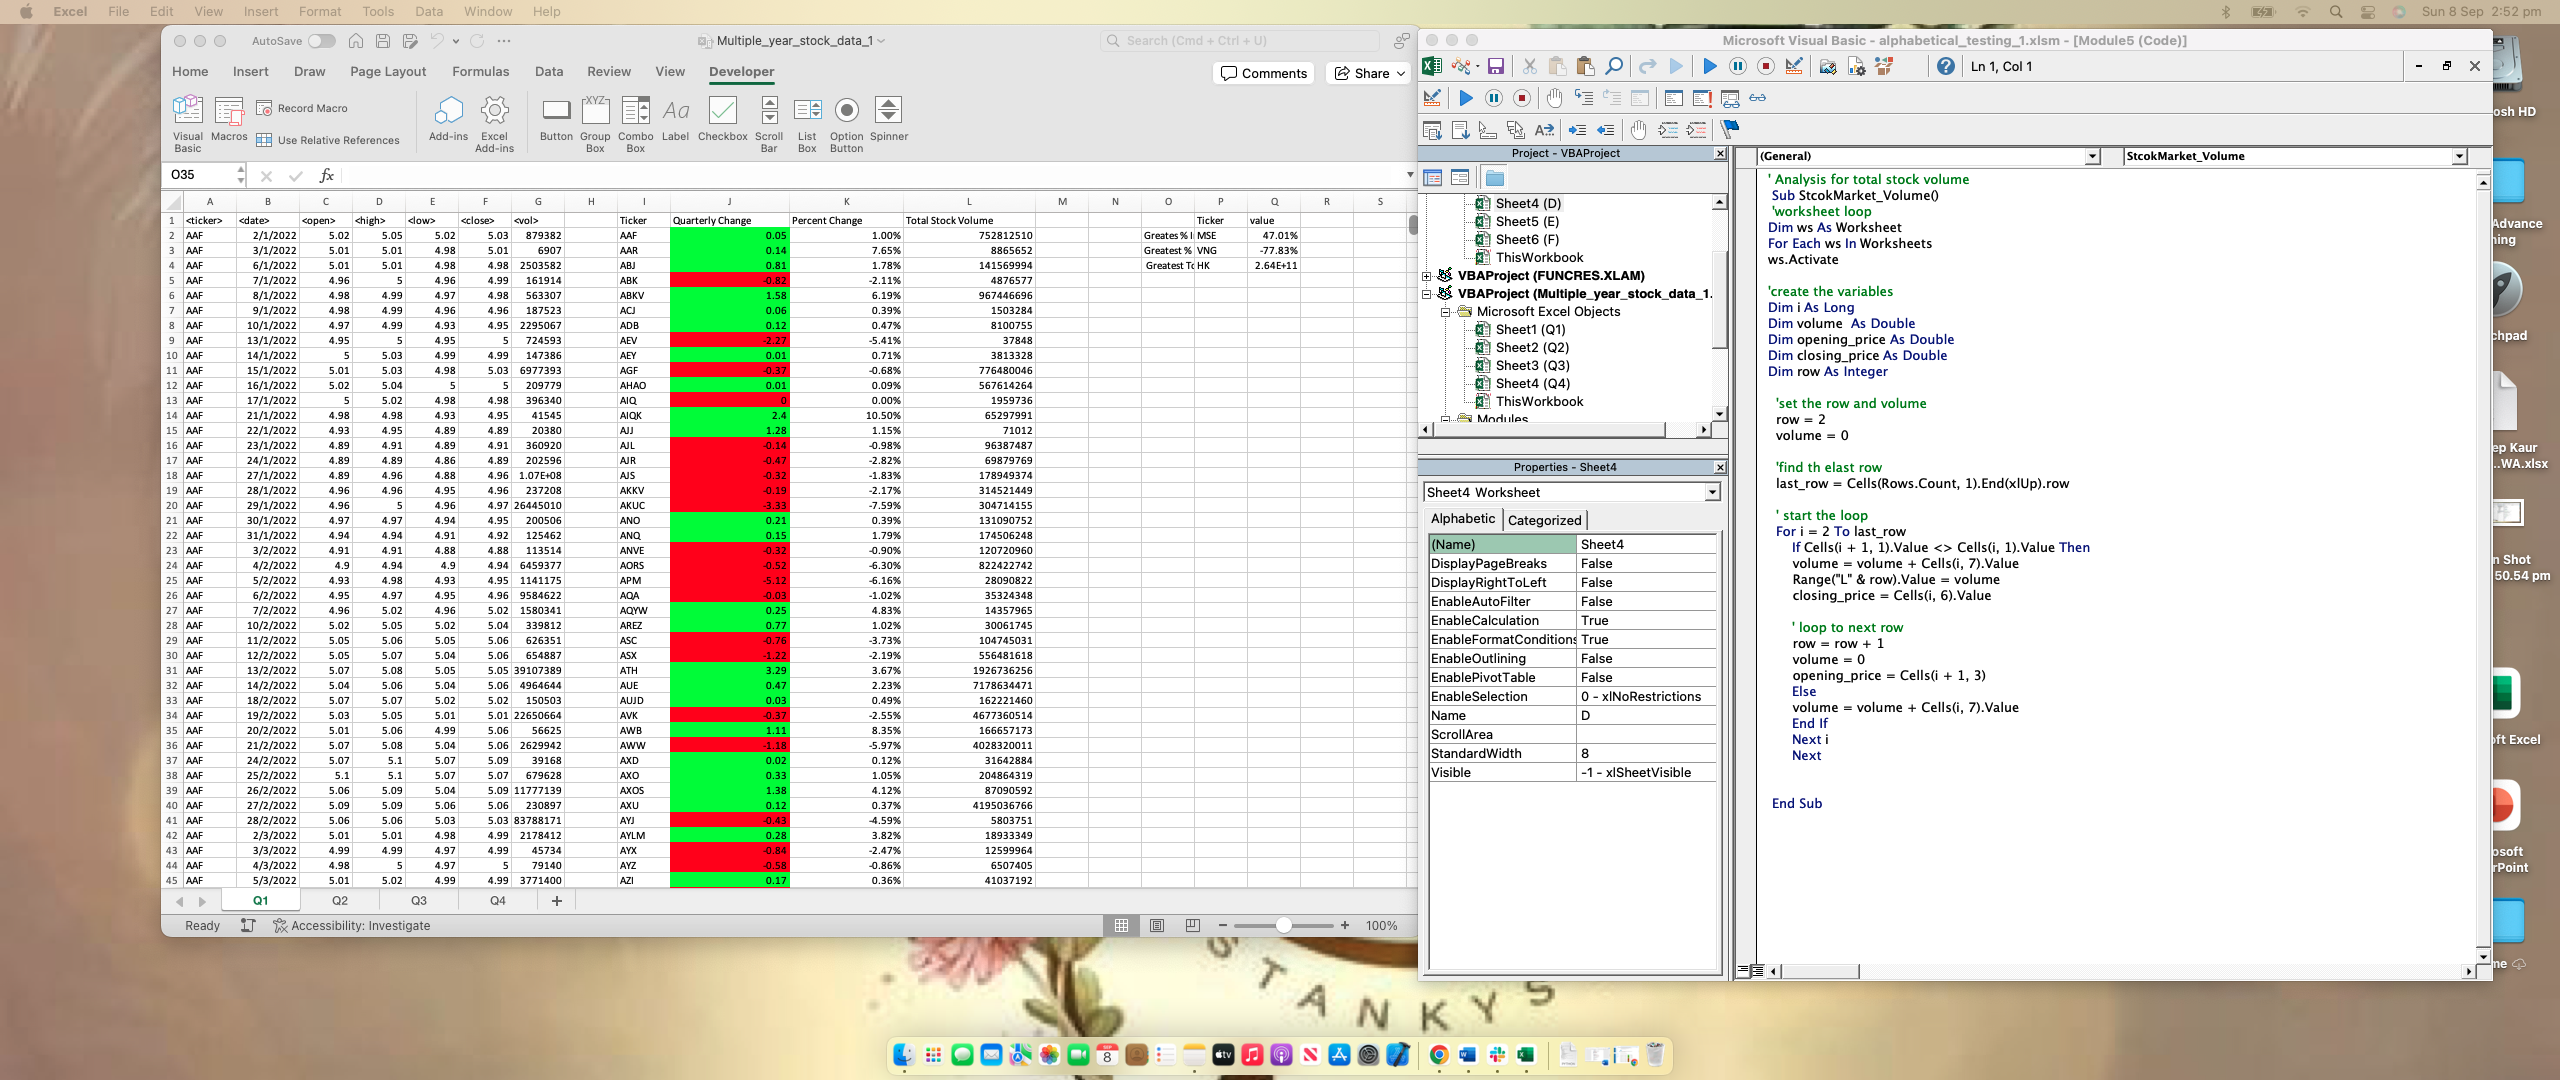 Excel File Edit View Insert Format Tools Data Window Help Sun 8 Sep 2:52 pm
AutoSave Multiple_year_stock_data_1 Search (Cmd + Ctrl + U)
Home Insert Draw Page Layout Formulas Data Review View Developer Comments Share
Visual Basic Macros Record Macro Use Relative References Add-ins Excel Add-ins Button Group Box Combo Box Label Checkbox Scroll Bar List Box Option Button Spinner
O35 fx
A B C D E F G H I J K L M N O P Q R S
1 <ticker> <date> <open> <high> <low> <close> <vol> Ticker Quarterly Change Percent Change Total Stock Volume Ticker value
2 AAF 2/1/2022 5.02 5.05 5.02 5.03 879382 AAF 0.05 1.00% 752812510 Greates % I MSE 47.01%
3 AAF 3/1/2022 5.01 5.01 4.98 5.01 6907 AAR 0.14 7.65% 8865652 Greatest % VNG -77.83%
4 AAF 6/1/2022 5.01 5.01 4.98 4.98 2503582 ABJ 0.81 1.78% 141569994 Greatest To HK 2.64E+11
5 AAF 7/1/2022 4.96 5 4.96 4.99 161914 ABK -0.82 -2.11% 4876577
6 AAF 8/1/2022 4.98 4.99 4.97 4.98 563307 ABKV 1.58 6.19% 967446696
7 AAF 9/1/2022 4.98 4.99 4.96 4.96 187523 ACJ 0.06 0.39% 1503284
8 AAF 10/1/2022 4.97 4.99 4.93 4.95 2295067 ADB 0.12 0.47% 8100755
9 AAF 13/1/2022 4.95 5 4.95 5 724593 AEV -2.27 -5.41% 37848
10 AAF 14/1/2022 5 5.03 4.99 4.99 147386 AEY 0.01 0.71% 3813328
11 AAF 15/1/2022 5.01 5.03 4.98 5.03 6977393 AGF -0.37 -0.68% 776480046
12 AAF 16/1/2022 5.02 5.04 5 5 209779 AHAO 0.01 0.09% 567614264
13 AAF 17/1/2022 5 5.02 4.98 4.98 396340 AIQ 0 0.00% 1959736
14 AAF 21/1/2022 4.98 4.98 4.93 4.95 41545 AIQK 2.4 10.50% 65297991
15 AAF 22/1/2022 4.93 4.95 4.89 4.89 20380 AJJ 1.28 1.15% 71012
16 AAF 23/1/2022 4.89 4.91 4.89 4.91 360920 AJL -0.14 -0.98% 96387487
17 AAF 24/1/2022 4.89 4.89 4.86 4.89 202596 AJR -0.47 -2.82% 69879769
18 AAF 27/1/2022 4.89 4.96 4.88 4.96 1.07E+08 AJS -0.32 -1.83% 178949374
19 AAF 28/1/2022 4.96 4.96 4.95 4.96 237208 AKKV -0.19 -2.17% 314521449
20 AAF 29/1/2022 4.96 5 4.96 4.97 26445010 AKUC -3.33 -7.59% 304714155
21 AAF 30/1/2022 4.97 4.97 4.94 4.95 200506 ANO 0.21 0.39% 131090752
22 AAF 31/1/2022 4.94 4.94 4.91 4.92 125462 ANQ 0.15 1.79% 174506248
23 AAF 3/2/2022 4.91 4.91 4.88 4.88 113514 ANVE -0.32 -0.90% 120720960
24 AAF 4/2/2022 4.9 4.94 4.9 4.94 6459377 AORS -0.52 -6.30% 822422742
25 AAF 5/2/2022 4.93 4.98 4.93 4.95 1141175 APM -5.12 -6.16% 28090822
26 AAF 6/2/2022 4.95 4.97 4.95 4.96 9584622 AQA -0.03 -1.02% 35324348
27 AAF 7/2/2022 4.96 5.02 4.96 5.02 1580341 AQYW 0.25 4.83% 14357965
28 AAF 10/2/2022 5.02 5.05 5.02 5.04 339812 AREZ 0.77 1.02% 30061745
29 AAF 11/2/2022 5.05 5.06 5.05 5.06 626351 ASC -0.76 -3.73% 104745031
30 AAF 12/2/2022 5.05 5.07 5.04 5.06 654887 ASX -1.22 -2.19% 556481618
31 AAF 13/2/2022 5.07 5.08 5.05 5.05 39107389 ATH 3.29 3.67% 1926736256
32 AAF 14/2/2022 5.04 5.06 5.04 5.06 4964644 AUE 0.47 2.23% 7178634471
33 AAF 18/2/2022 5.07 5.07 5.02 5.02 150503 AUJD 0.03 0.49% 162221460
34 AAF 19/2/2022 5.03 5.05 5.01 5.01 22650664 AVK -0.37 -2.55% 4677360514
35 AAF 20/2/2022 5.01 5.06 4.99 5.06 56625 AWB 1.11 8.35% 166657173
36 AAF 21/2/2022 5.07 5.08 5.04 5.06 2629942 AWW -1.18 -5.97% 4028320011
37 AAF 24/2/2022 5.07 5.1 5.07 5.09 39168 AXD 0.02 0.12% 31642884
38 AAF 25/2/2022 5.1 5.1 5.07 5.07 679628 AXO 0.33 1.05% 204864319
39 AAF 26/2/2022 5.06 5.09 5.04 5.09 11777139 AXOS 1.38 4.12% 87090592
40 AAF 27/2/2022 5.09 5.09 5.06 5.06 230897 AXU 0.12 0.37% 4195036766
41 AAF 28/2/2022 5.06 5.06 5.03 5.03 83788171 AYJ -0.43 -4.59% 5803751
42 AAF 2/3/2022 5.01 5.01 4.98 4.99 2178412 AYLM 0.28 3.82% 18933349
43 AAF 3/3/2022 4.99 4.99 4.97 4.99 45734 AYX -0.84 -2.47% 12599964
44 AAF 4/3/2022 4.98 5 4.97 5 79140 AYZ -0.58 -0.86% 6507405
45 AAF 5/3/2022 5.01 5.02 4.99 4.99 3771400 AZI 0.17 0.36% 41037192
Q1 Q2 Q3 Q4 +
Ready Accessibility: Investigate 100%
Microsoft Visual Basic - alphabetical_testing_1.xlsm - [Module5 (Code)]
Ln 1, Col 1
Project - VBAProject
Sheet4 (D)
Sheet5 (E)
Sheet6 (F)
ThisWorkbook
VBAProject (FUNCRES.XLAM)
VBAProject (Multiple_year_stock_data_1.
Microsoft Excel Objects
Sheet1 (Q1)
Sheet2 (Q2)
Sheet3 (Q3)
Sheet4 (Q4)
ThisWorkbook
Modules
Properties - Sheet4
Sheet4 Worksheet
Alphabetic Categorized
(Name) Sheet4
DisplayPageBreaks False
DisplayRightToLeft False
EnableAutoFilter False
EnableCalculation True
EnableFormatConditions True
EnableOutlining False
EnablePivotTable False
EnableSelection 0 - xlNoRestrictions
Name D
ScrollArea
StandardWidth 8
Visible -1 - xlSheetVisible
(General) StcokMarket_Volume
' Analysis for total stock volume
Sub StcokMarket_Volume()
'worksheet loop
Dim ws As Worksheet
For Each ws In Worksheets
ws.Activate
'create the variables
Dim i As Long
Dim volume As Double
Dim opening_price As Double
Dim closing_price As Double
Dim row As Integer
'set the row and volume
row = 2
volume = 0
'find th elast row
last_row = Cells(Rows.Count, 1).End(xlUp).row
' start the loop
For i = 2 To last_row
If Cells(i + 1, 1).Value <> Cells(i, 1).Value Then
volume = volume + Cells(i, 7).Value
Range("L" & row).Value = volume
closing_price = Cells(i, 6).Value
' loop to next row
row = row + 1
volume = 0
opening_price = Cells(i + 1, 3)
Else
volume = volume + Cells(i, 7).Value
End If
Next i
Next
End Sub
osh HD
Advance
ning
chpad
ep Kaur
...WA.xlsx
n Shot
50.54 pm
oft Excel
osoft
rPoint
me
STANKYS
SEP
8
tv